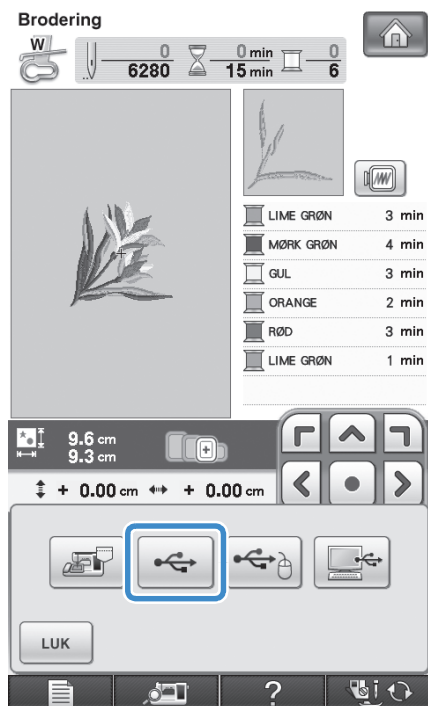 Brodering
W
0
6280
0 min
15 min
0
6
LIME GRØN 3 min
MØRK GRØN 4 min
GUL 3 min
ORANGE 2 min
RØD 3 min
LIME GRØN 1 min
9.6 cm
9.3 cm
+ 0.00 cm + 0.00 cm
LUK
?